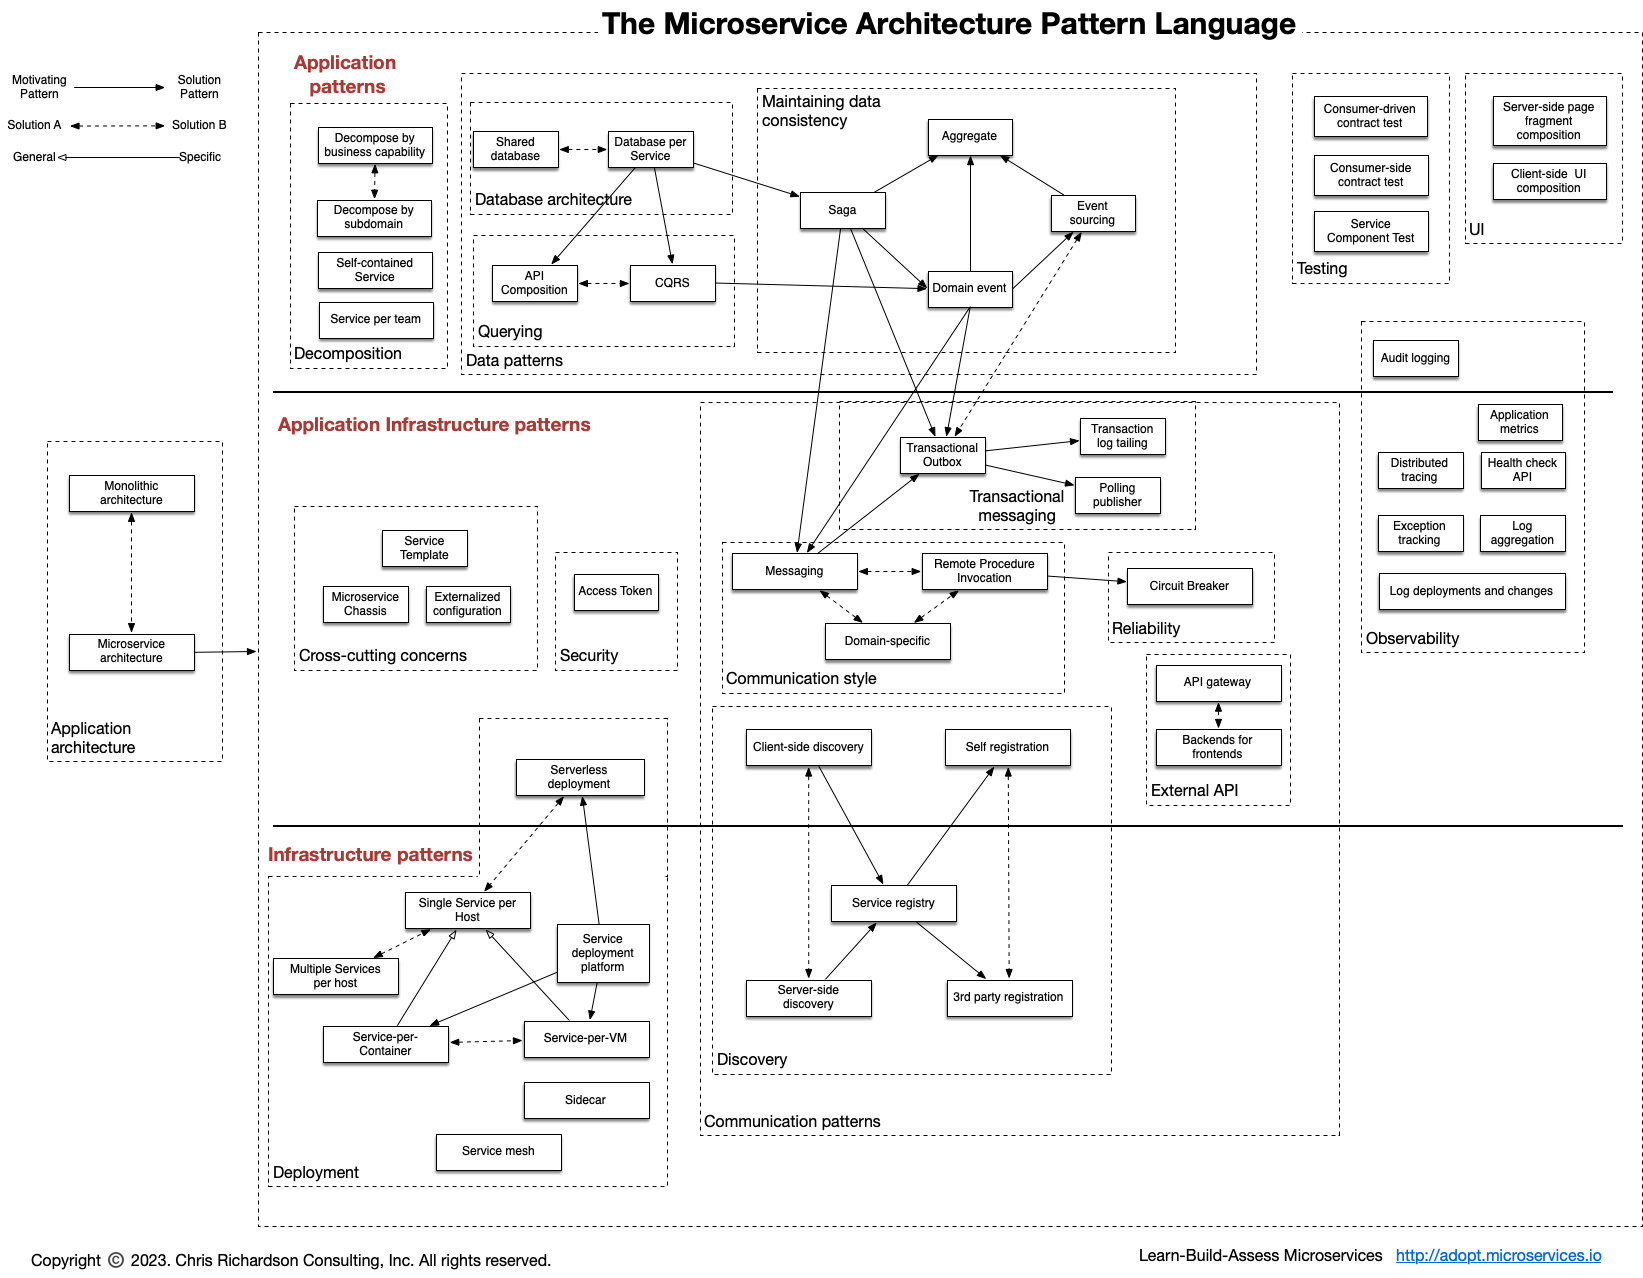 The Microservice Architecture Pattern Language
Motivating
Pattern
Solution
Pattern
Solution A
Solution B
General
Specific
Application
patterns
Decompose by
business capability
Decompose by
subdomain
Self-contained
Service
Service per team
Decomposition
Shared
database
Database per
Service
Database architecture
API
Composition
CQRS
Querying
Data patterns
Maintaining data
consistency
Aggregate
Saga
Event
sourcing
Domain event
Consumer-driven
contract test
Consumer-side
contract test
Service
Component Test
Testing
Server-side page
fragment
composition
Client-side UI
composition
UI
Application Infrastructure patterns
Monolithic
architecture
Microservice
architecture
Application
architecture
Service
Template
Microservice
Chassis
Externalized
configuration
Cross-cutting concerns
Access Token
Security
Transactional
Outbox
Transaction
log tailing
Polling
publisher
Transactional
messaging
Messaging
Remote Procedure
Invocation
Domain-specific
Communication style
Circuit Breaker
Reliability
API gateway
Backends for
frontends
External API
Audit logging
Application
metrics
Distributed
tracing
Health check
API
Exception
tracking
Log
aggregation
Log deployments and changes
Observability
Client-side discovery
Self registration
Service registry
Server-side
discovery
3rd party registration
Discovery
Communication patterns
Infrastructure patterns
Serverless
deployment
Single Service per
Host
Multiple Services
per host
Service
deployment
platform
Service-per-
Container
Service-per-VM
Sidecar
Service mesh
Deployment
Copyright © 2023. Chris Richardson Consulting, Inc. All rights reserved.
Learn-Build-Assess Microservices http://adopt.microservices.io